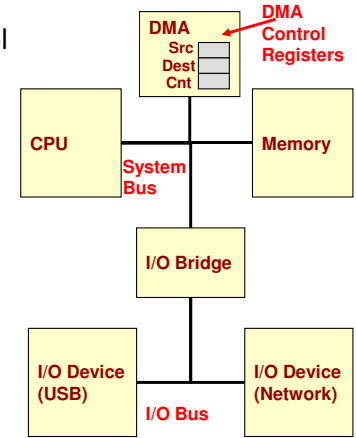 DMA
Src
Dest
Cnt
DMA
Control
Registers
CPU
System
Bus
Memory
I/O Bridge
I/O Device
(USB)
I/O Bus
I/O Device
(Network)